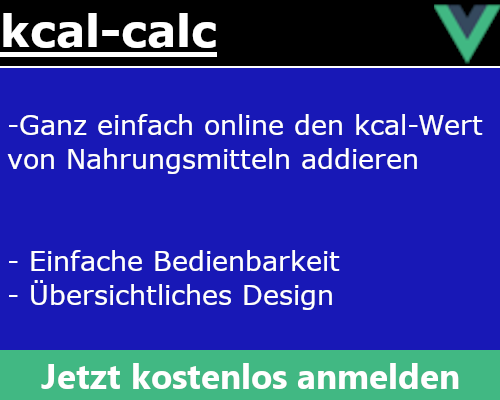 kcal-calc
-Ganz einfach online den kcal-Wert
von Nahrungsmitteln addieren
- Einfache Bedienbarkeit
- Übersichtliches Design
Jetzt kostenlos anmelden